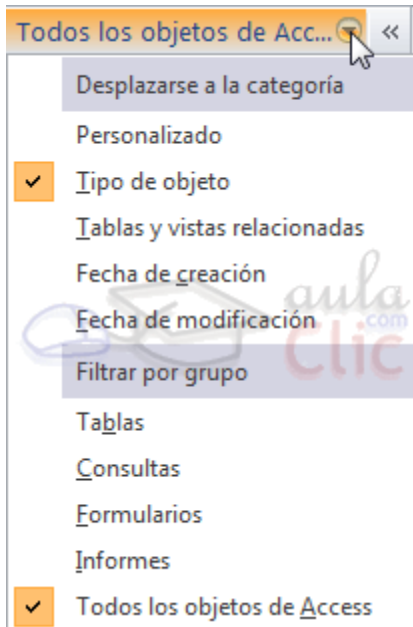 Todos los objetos de Acc... «
Desplazarse a la categoría
Personalizado
Tipo de objeto
Tablas y vistas relacionadas
Fecha de creación
Fecha de modificación
aula
.com
Clic
Filtrar por grupo
Tablas
Consultas
Formularios
Informes
Todos los objetos de Access